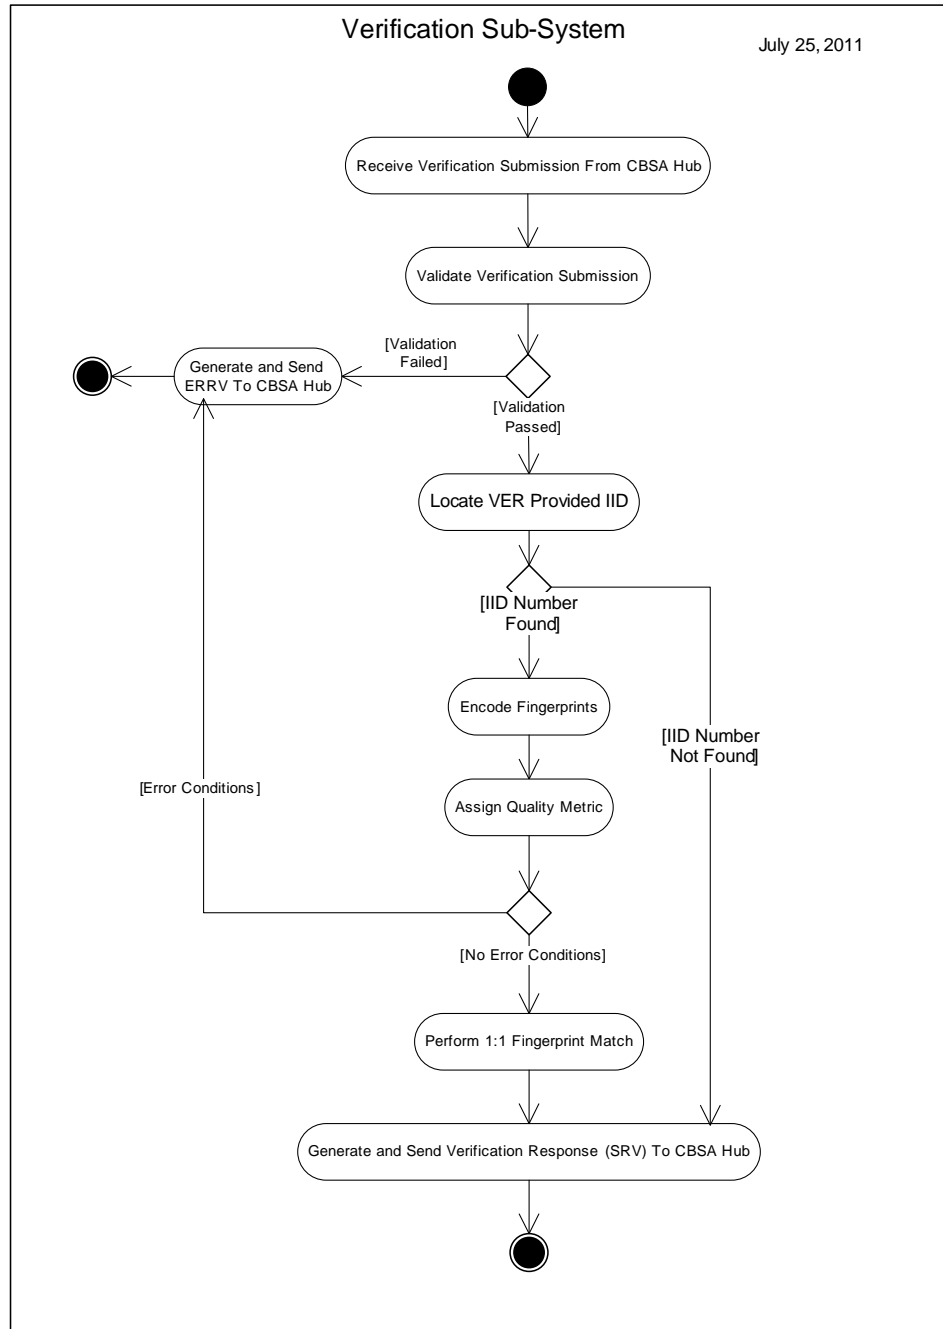 Verification Sub-System
July 25, 2011
Receive Verification Submission From CBSA Hub
Validate Verification Submission
[Validation
Failed]
Generate and Send
ERRV To CBSA Hub
[Validation
Passed]
Locate VER Provided IID
[IID Number
Found]
Encode Fingerprints
[IID Number
Not Found]
[Error Conditions]
Assign Quality Metric
[No Error Conditions]
Perform 1:1 Fingerprint Match
Generate and Send Verification Response (SRV) To CBSA Hub